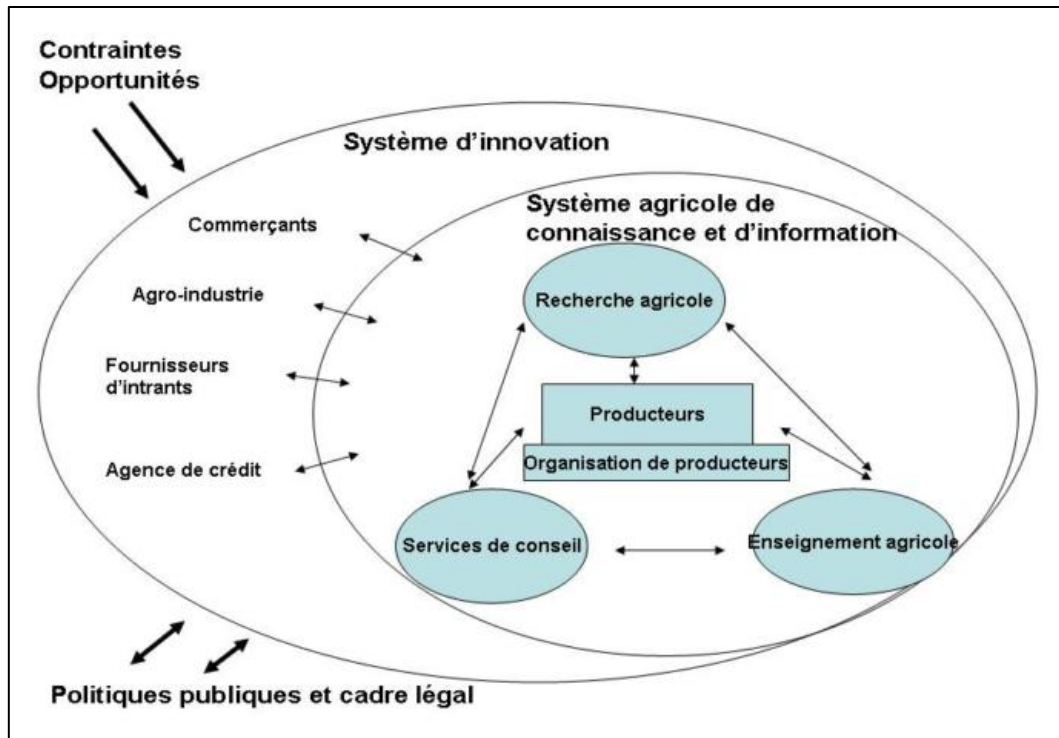 Contraintes
Opportunités
Système d'innovation
Système agricole de
connaissance et d'information
Commerçants
Agro-industrie
Fournisseurs
d'intrants
Agence de crédit
Recherche agricole
Producteurs
Organisation de producteurs
Services de conseil
Enseignement agricole
Politiques publiques et cadre légal